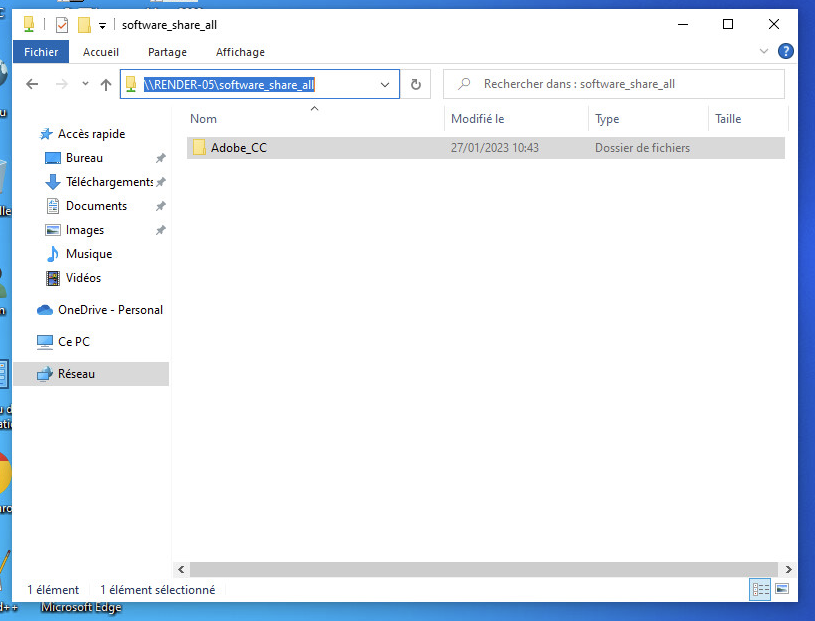 software_share_all
Fichier Accueil Partage Affichage
\\RENDER-05\software_share_all
Rechercher dans : software_share_all
Nom Modifié le Type Taille
Adobe_CC 27/01/2023 10:43 Dossier de fichiers
Accès rapide
Bureau
Téléchargements
Documents
Images
Musique
Vidéos
OneDrive - Personal
Ce PC
Réseau
1 élément 1 élément sélectionné
Microsoft Edge